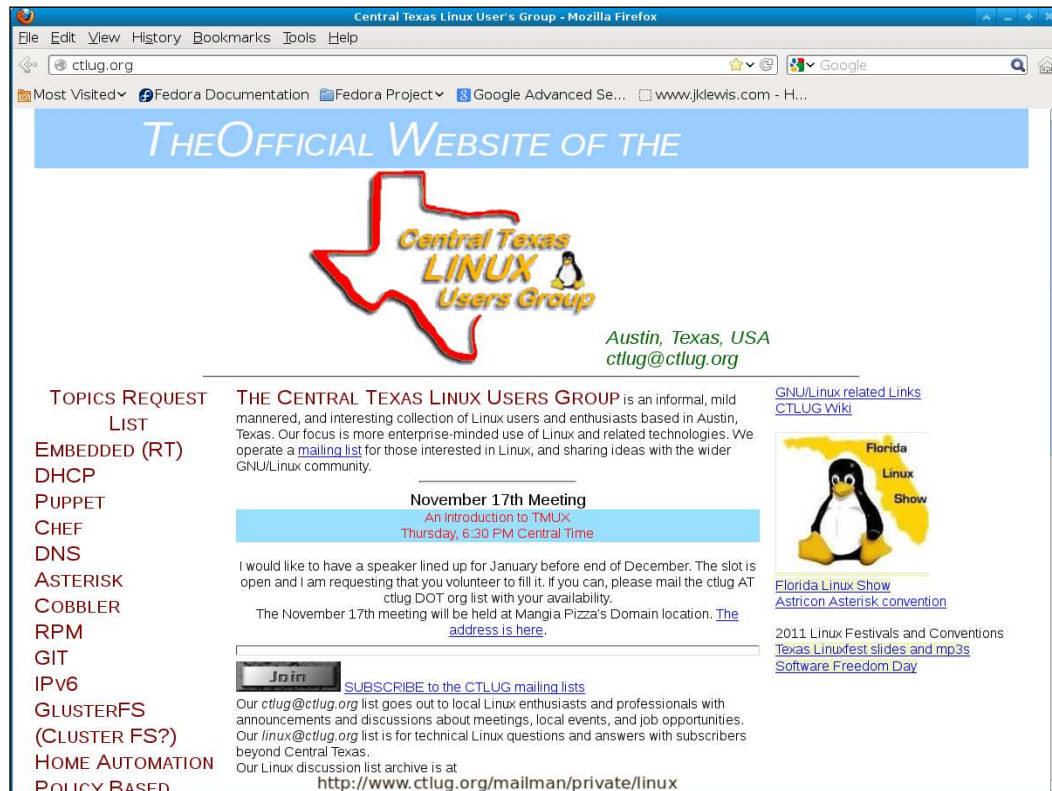 Central Texas Linux User's Group - Mozilla Firefox
File Edit View History Bookmarks Tools Help
ctlug.org
Google
Most Visited Fedora Documentation Fedora Project Google Advanced Se... www.jklewis.com - H...
THEOFFICIAL WEBSITE OF THE
Central Texas
LINUX
Users Group
Austin, Texas, USA
ctlug@ctlug.org
TOPICS REQUEST
LIST
EMBEDDED (RT)
DHCP
PUPPET
CHEF
DNS
ASTERISK
COBBLER
RPM
GIT
IPV6
GLUSTERFS
(CLUSTER FS?)
HOME AUTOMATION
POLICY BASED
THE CENTRAL TEXAS LINUX USERS GROUP is an informal, mild
mannered, and interesting collection of Linux users and enthusiasts based in Austin,
Texas. Our focus is more enterprise-minded use of Linux and related technologies. We
operate a mailing list for those interested in Linux, and sharing ideas with the wider
GNU/Linux community.
November 17th Meeting
An Introduction to TMUX
Thursday, 6:30 PM Central Time
I would like to have a speaker lined up for January before end of December. The slot is
open and I am requesting that you volunteer to fill it. If you can, please mail the ctlug AT
ctlug DOT org list with your availability.
The November 17th meeting will be held at Mangia Pizza's Domain location. The
address is here.
Join SUBSCRIBE to the CTLUG mailing lists
Our ctlug@ctlug.org list goes out to local Linux enthusiasts and professionals with
announcements and discussions about meetings, local events, and job opportunities.
Our linux@ctlug.org list is for technical Linux questions and answers with subscribers
beyond Central Texas.
Our Linux discussion list archive is at
http://www.ctlug.org/mailman/private/linux
GNU/Linux related Links
CTLUG Wiki
Florida
Linux
Show
Florida Linux Show
Astricon Asterisk convention
2011 Linux Festivals and Conventions
Texas Linuxfest slides and mp3s
Software Freedom Day